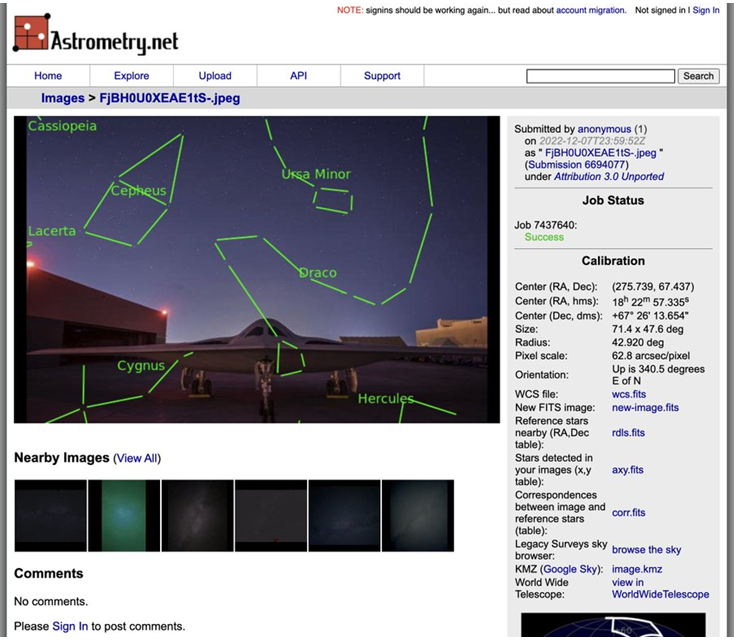 NOTE: signins should be working again... but read about account migration. Not signed in | Sign In
Astrometry.net
Home Explore Upload API Support Search
Images > FjBH0U0XEAE1tS-.jpeg
Cassiopeia
Ursa Minor
Cepheus
Lacerta
Draco
Cygnus
Hercules
Submitted by anonymous (1)
on 2022-12-07T23:59:52Z
as " FjBH0U0XEAE1tS-.jpeg "
(Submission 6694077)
under Attribution 3.0 Unported
Job Status
Job 7437640:
Success
Calibration
Center (RA, Dec): (275.739, 67.437)
Center (RA, hms): 18h 22m 57.335s
Center (Dec, dms): +67° 26' 13.654"
Size: 71.4 x 47.6 deg
Radius: 42.920 deg
Pixel scale: 62.8 arcsec/pixel
Orientation: Up is 340.5 degrees
E of N
WCS file: wcs.fits
New FITS image: new-image.fits
Reference stars
nearby (RA,Dec rdls.fits
table):
Stars detected in
your images (x,y axy.fits
table):
Correspondences
between image and corr.fits
reference stars
(table):
Legacy Surveys sky
browser: browse the sky
KMZ (Google Sky): image.kmz
World Wide view in
Telescope: WorldWideTelescope
+60
Nearby Images (View All)
Comments
No comments.
Please Sign In to post comments.